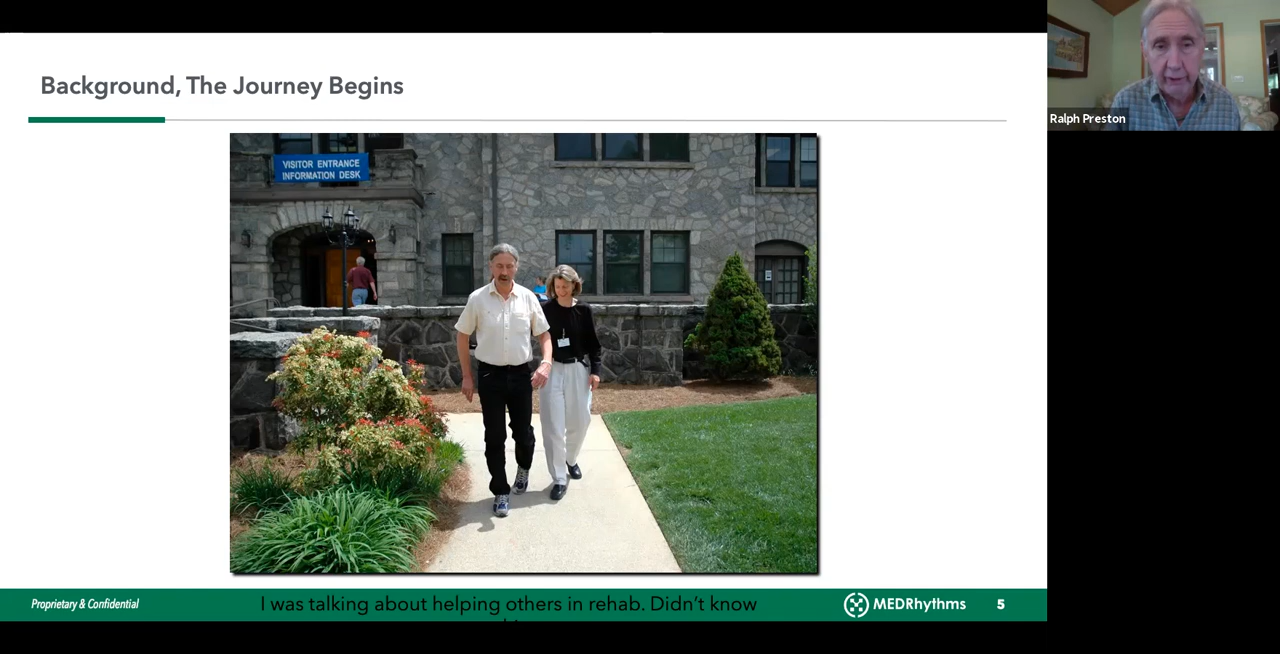 Background, The Journey Begins
Ralph Preston
VISITOR ENTRANCE
INFORMATION DESK
Proprietary & Confidential
I was talking about helping others in rehab. Didn't know
MEDRhythms
5